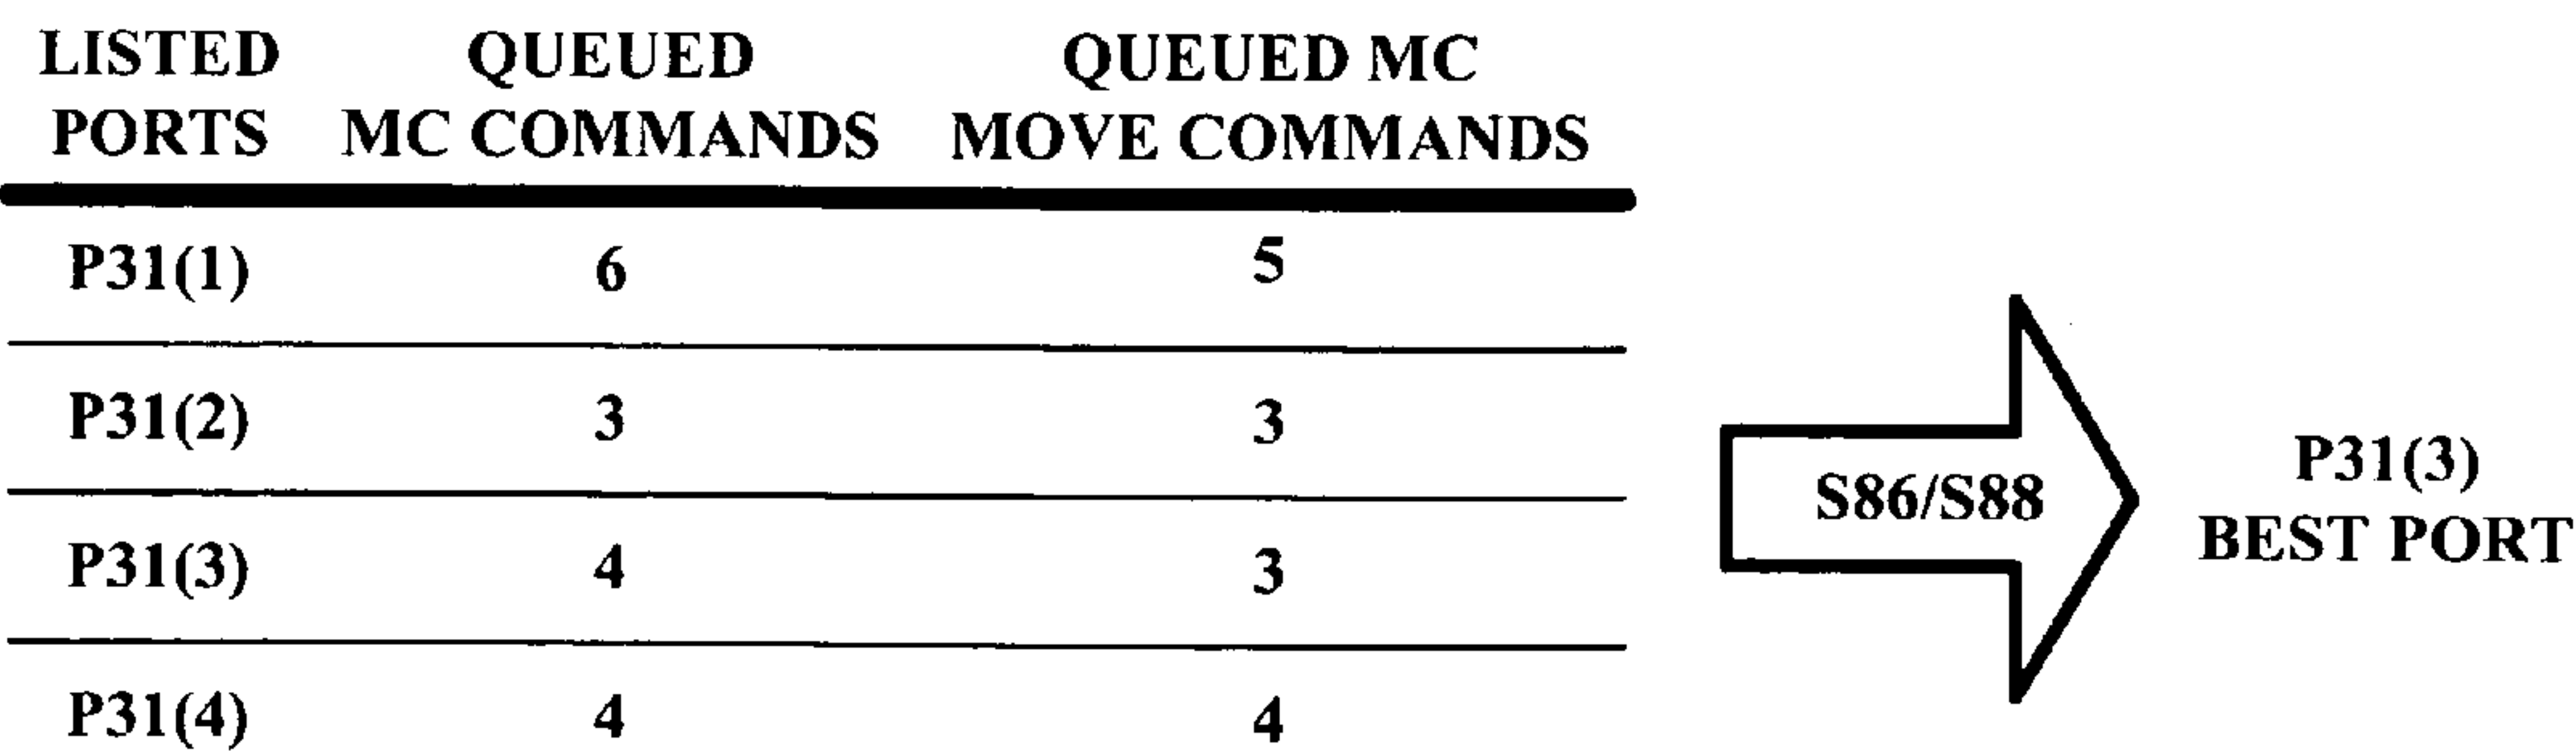 LISTED QUEUED QUEUED MC
PORTS MC COMMANDS MOVE COMMANDS
P31(1) 6 5
P31(2) 3 3
P31(3) 4 3
P31(4) 4 4
S86/S88
P31(3)
BEST PORT